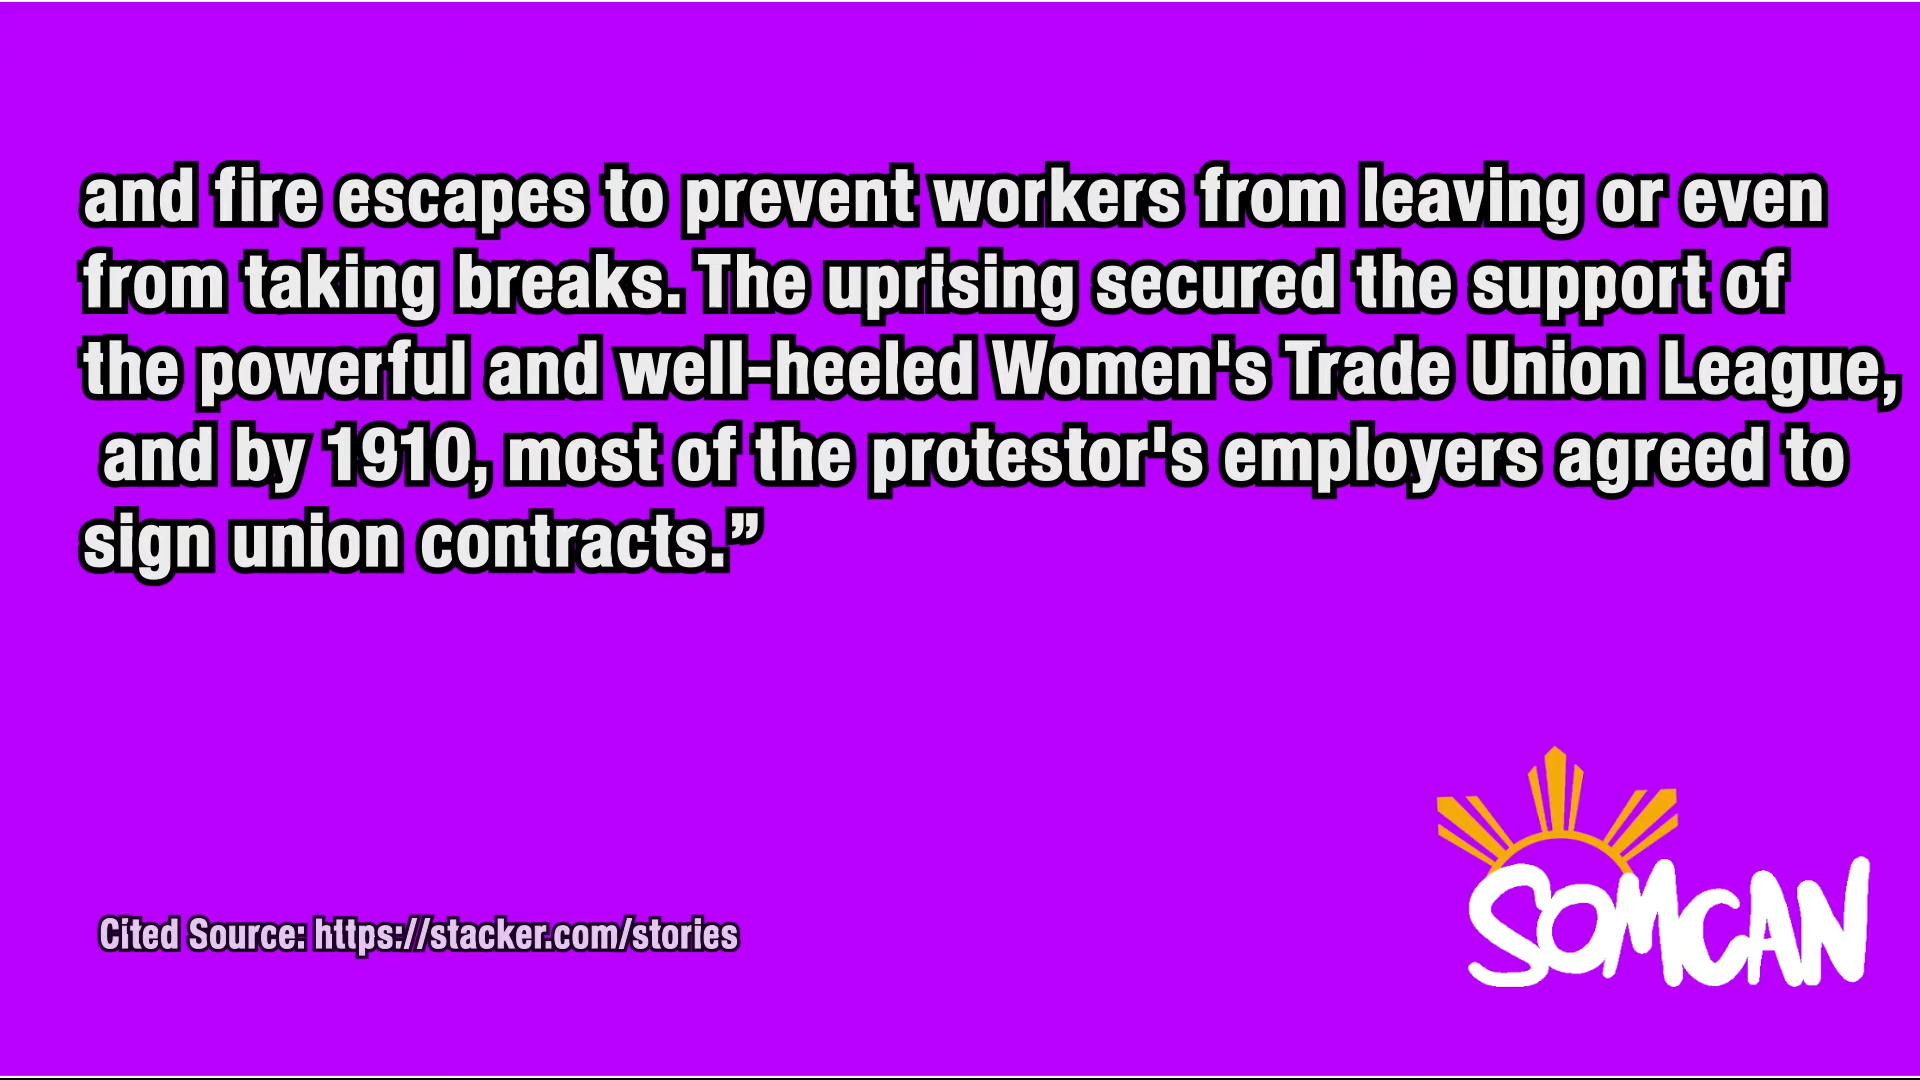 and fire escapes to prevent workers from leaving or even
from taking breaks. The uprising secured the support of
the powerful and well-heeled Women's Trade Union League,
and by 1910, most of the protestor's employers agreed to
sign union contracts.”
Cited Source: https://stacker.com/stories
SOMCAN